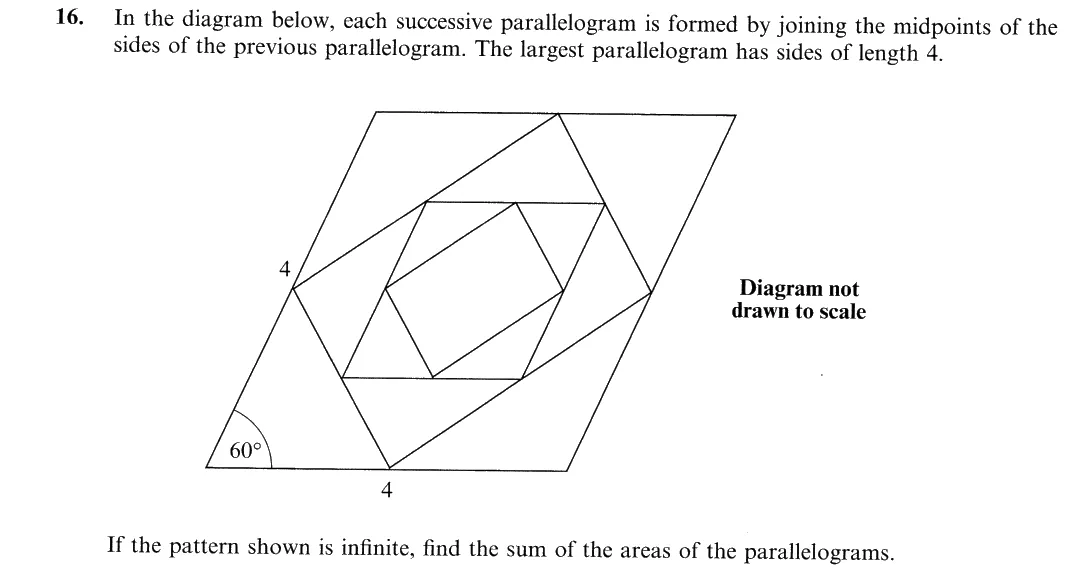 16. In the diagram below, each successive parallelogram is formed by joining the midpoints of the
sides of the previous parallelogram. The largest parallelogram has sides of length 4.
4
Diagram not
drawn to scale
60°
4
If the pattern shown is infinite, find the sum of the areas of the parallelograms.